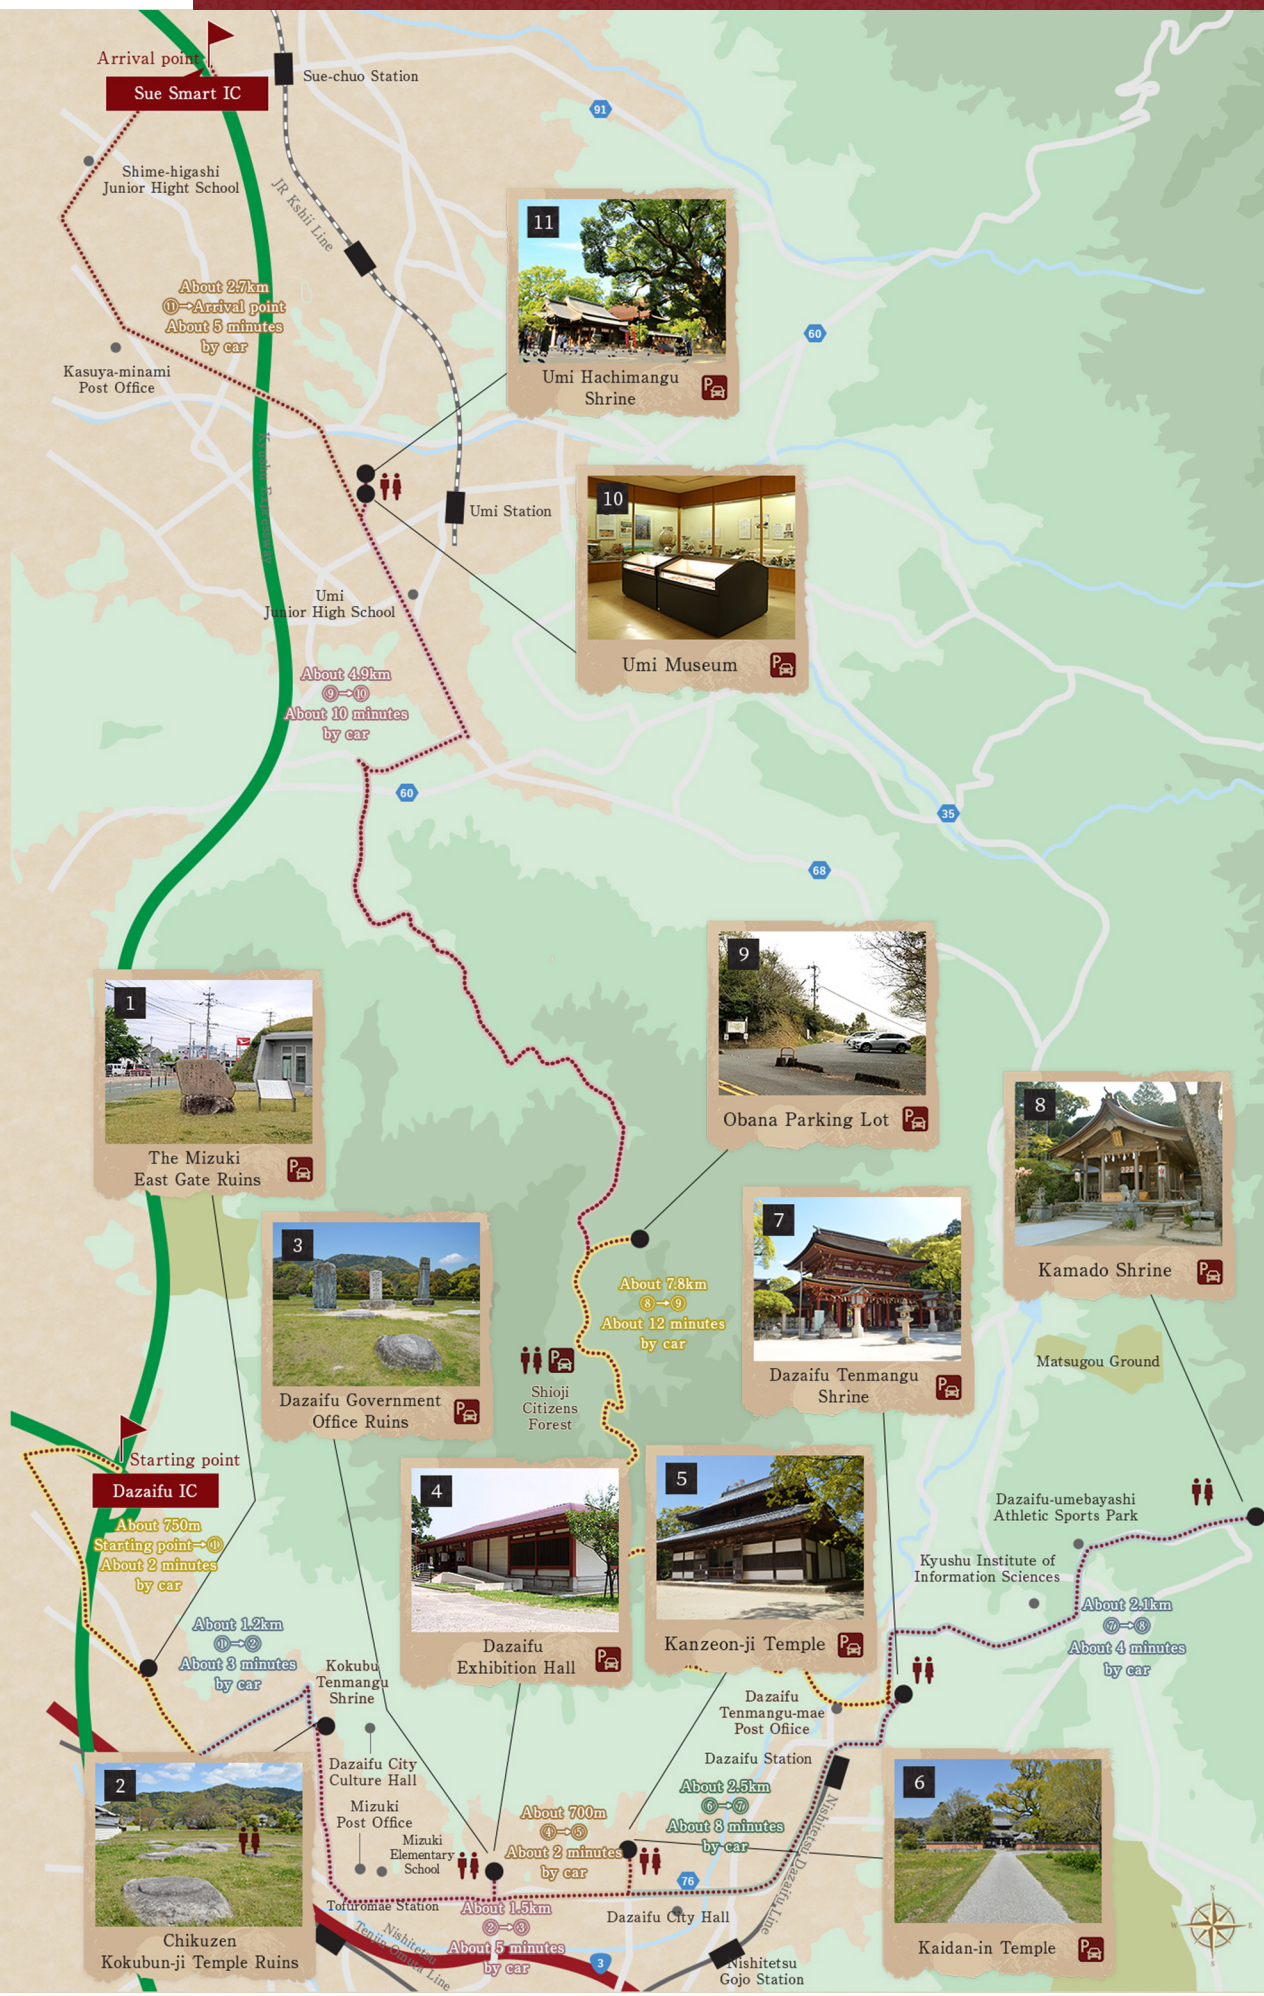 Arrival point
Sue Smart IC
Sue-chuo Station
91
Shime-higashi
Junior Hight School
JR Kshii Line
11
About 2.7km
⑪→Arrival point
About 5 minutes
by car
60
Kasuya-minami
Post Office
Umi Hachimangu
Shrine
P
Kyushu Expressway
10
Umi Station
Umi
Junior High School
Umi Museum
P
About 4.9km
⑨→⑩
About 10 minutes
by car
60
35
68
9
1
Obana Parking Lot
P
8
The Mizuki
East Gate Ruins
P
7
3
Kamado Shrine
P
About 7.8km
⑧→⑨
About 12 minutes
by car
Matsugou Ground
Shioji
Citizens
Forest
P
Dazaifu Tenmangu
Shrine
P
Dazaifu Government
Office Ruins
P
Starting point
Dazaifu IC
4
5
Dazaifu-umebayashi
Athletic Sports Park
About 750m
Starting point→①
About 2 minutes
by car
Kyushu Institute of
Information Sciences
About 1.2km
①→②
About 3 minutes
by car
About 2.1km
⑦→⑧
About 4 minutes
by car
Dazaifu
Exhibition Hall
P
Kanzeon-ji Temple
P
Kokubu
Tenmangu
Shrine
Dazaifu
Tenmangu-mae
Post Ofiice
Dazaifu City
Culture Hall
Dazaifu Station
2
6
About 2.5km
⑥→⑦
About 8 minutes
by car
Mizuki
Post Office
About 700m
④→⑤
About 2 minutes
by car
Mizuki
Elementary
School
Nishitetsu Dazaifu Line
76
Tofuromae Station
About 1.5km
②→③
About 5 minutes
by car
Dazaifu City Hall
Nishitetsu
Tenjin Omuta Line
3
Nishitetsu
Gojo Station
Chikuzen
Kokubun-ji Temple Ruins
Kaidan-in Temple
P
N
W
E
S